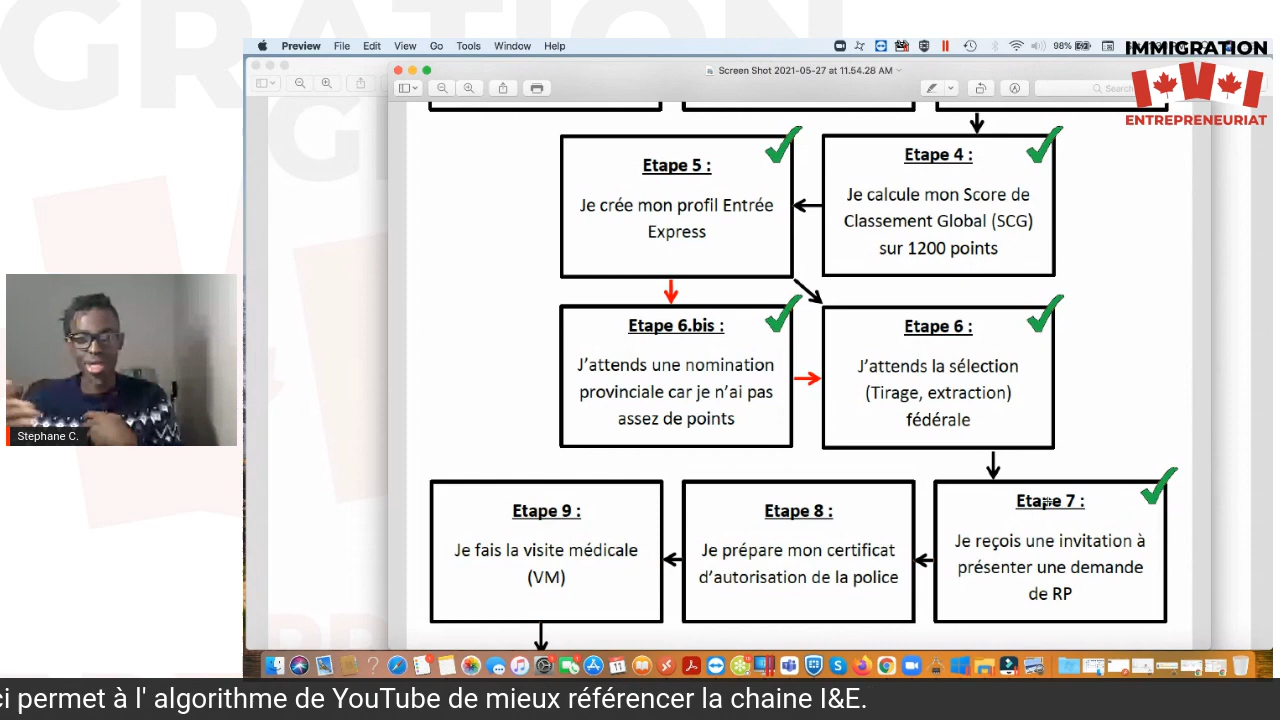 GRATION
Preview File Edit View Go Tools Window Help
98%
IMMIGRATION
ENTREPRENEURIAT
Screen Shot 2021-05-27 at 11.54.28 AM
Search
Etape 5 :
Je crée mon profil Entrée
Express
Etape 4 :
Je calcule mon Score de
Classement Global (SCG)
sur 1200 points
Etape 6.bis :
J’attends une nomination
provinciale car je n’ai pas
assez de points
Etape 6 :
J’attends la sélection
(Tirage, extraction)
fédérale
Stephane C.
Etape 9 :
Je fais la visite médicale
(VM)
Etape 8 :
Je prépare mon certificat
d’autorisation de la police
Etape 7 :
Je reçois une invitation à
présenter une demande
de RP
ci permet à l' algorithme de YouTube de mieux référencer la chaine I&E.